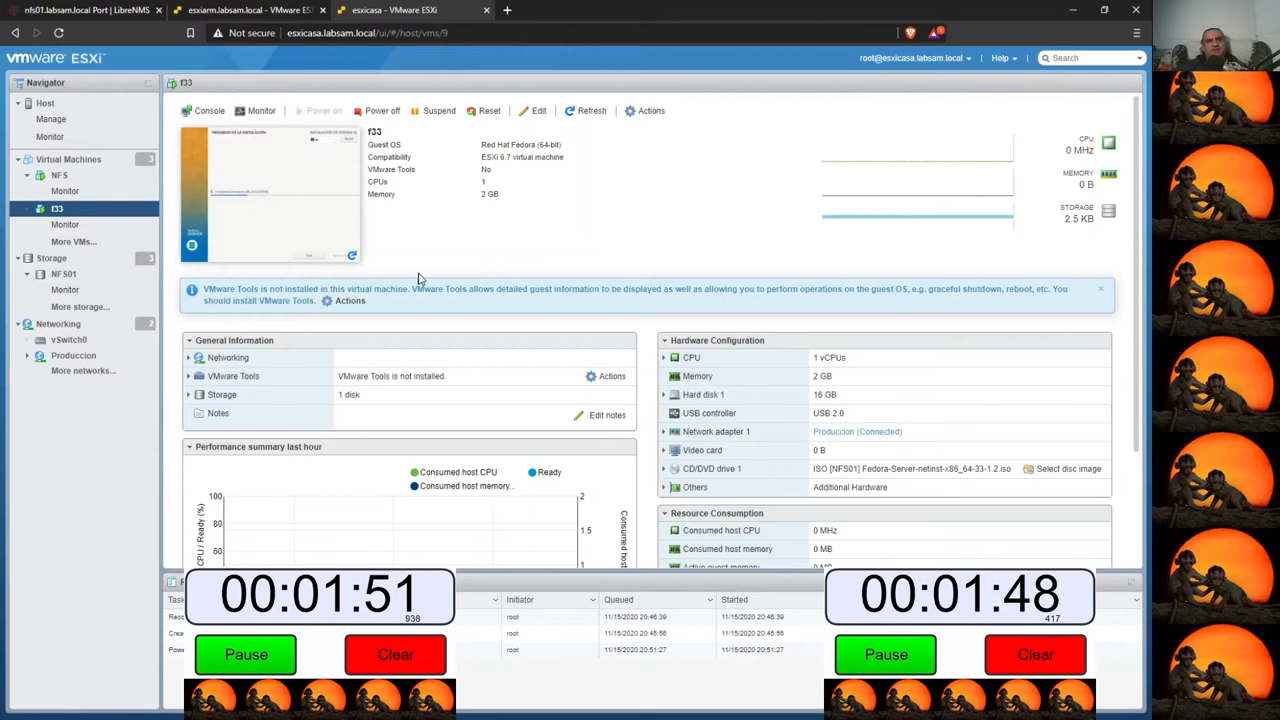 nfs01.labsam.local Port | LibreNMS
esxiarm.labsam.local - VMware ES
esxicasa - VMware ESXi
Not secure
esxicasa.labsam.local/ui/#/host/vms/9
vmware ESXi
root@esxicasa.labsam.local
Help
Search
Navigator
f33
Host
Manage
Monitor
Virtual Machines
3
NFS
Monitor
f33
Monitor
More VMs...
Storage
3
NFS01
Monitor
More storage...
Networking
2
vSwitch0
Produccion
More networks...
Console
Monitor
Power on
Power off
Suspend
Reset
Edit
Refresh
Actions
f33
Guest OS
Red Hat Fedora (64-bit)
Compatibility
ESXi 6.7 virtual machine
VMware Tools
No
CPUs
1
Memory
2 GB
CPU
0 MHz
MEMORY
0 B
STORAGE
2.5 KB
VMware Tools is not installed in this virtual machine. VMware Tools allows detailed guest information to be displayed as well as allowing you to perform operations on the guest OS, e.g. graceful shutdown, reboot, etc. You
should install VMware Tools.
Actions
General Information
Networking
VMware Tools
VMware Tools is not installed.
Actions
Storage
1 disk
Notes
Edit notes
Performance summary last hour
Consumed host CPU
Ready
Consumed host memory...
100
80
60
CPU / Ready (%)
2
1.5
1
Hardware Configuration
CPU
1 vCPUs
Memory
2 GB
Hard disk 1
16 GB
USB controller
USB 2.0
Network adapter 1
Produccion (Connected)
Video card
0 B
CD/DVD drive 1
ISO [NFS01] Fedora-Server-netinst-x86_64-33-1.2.iso
Select disc image
Others
Additional Hardware
Resource Consumption
Consumed host CPU
0 MHz
Consumed host memory
0 MB
Initiator
Queued
Started
root
11/15/2020 20:46:39
11/15/2020 20:46:39
root
11/15/2020 20:45:56
11/15/2020 20:45:56
root
11/15/2020 20:51:27
11/15/2020 20:51:27
00:01:51
938
Pause
Clear
00:01:48
417
Pause
Clear